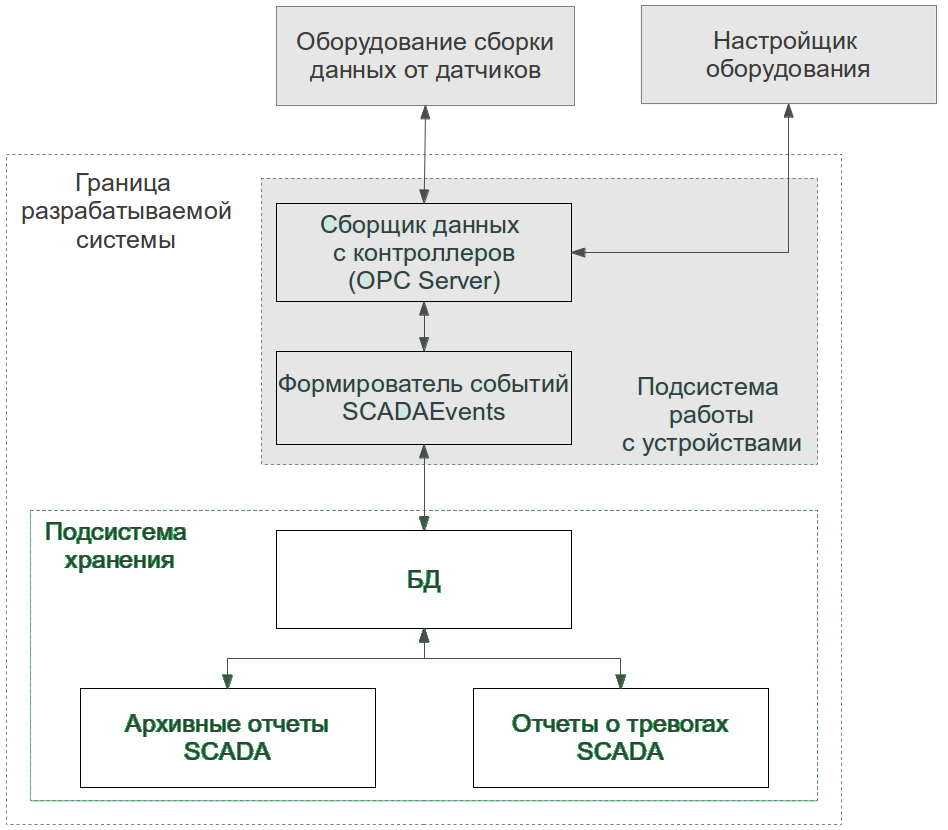 Оборудование сборки
данных от датчиков
Настройщик
оборудования
Граница
разрабатываемой
системы
Сборщик данных
с контроллеров
(OPC Server)
Формирователь событий
SCADAEvents
Подсистема
работы
с устройствами
Подсистема
хранения
БД
Архивные отчеты
SCADA
Отчеты о тревогах
SCADA